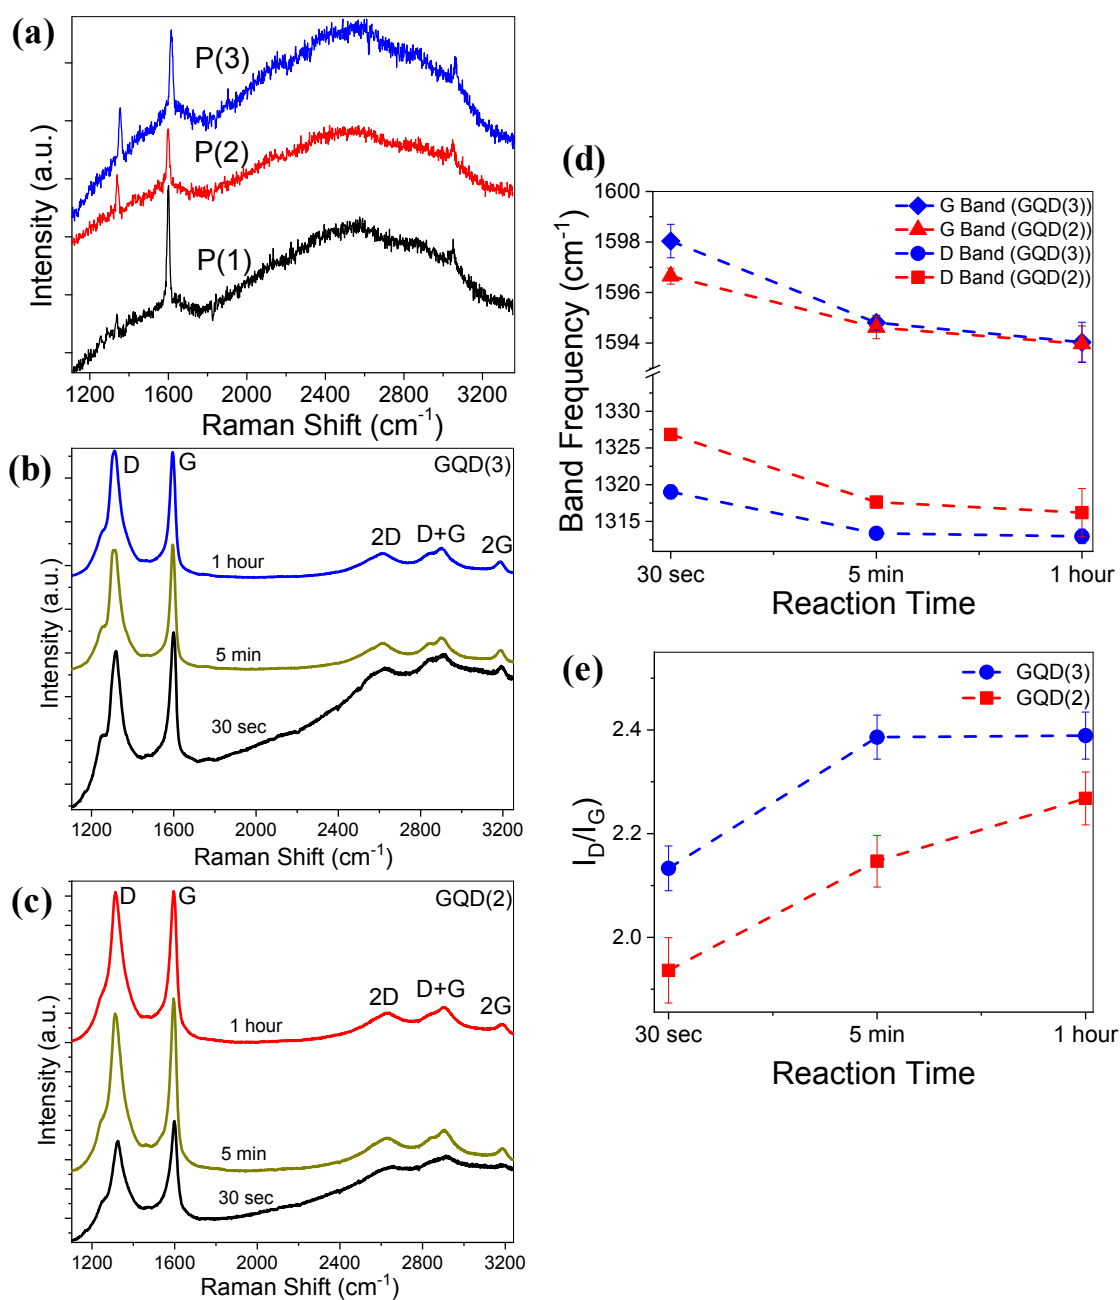 (a)
P(3)
P(2)
P(1)
Intensity (a.u.)
1200 1600 2000 2400 2800 3200
Raman Shift (cm⁻¹)
(b)
D
G
GQD(3)
2D
D+G
2G
1 hour
5 min
30 sec
Intensity (a.u.)
1200 1600 2000 2400 2800 3200
Raman Shift (cm⁻¹)
(c)
D
G
GQD(2)
2D
D+G
2G
1 hour
5 min
30 sec
Intensity (a.u.)
1200 1600 2000 2400 2800 3200
Raman Shift (cm⁻¹)
(d)
G Band (GQD(3))
G Band (GQD(2))
D Band (GQD(3))
D Band (GQD(2))
1600
1598
1596
1594
1330
1325
1320
1315
Band Frequency (cm⁻¹)
30 sec 5 min 1 hour
Reaction Time
(e)
GQD(3)
GQD(2)
2.4
2.2
2.0
I_D/I_G
30 sec 5 min 1 hour
Reaction Time